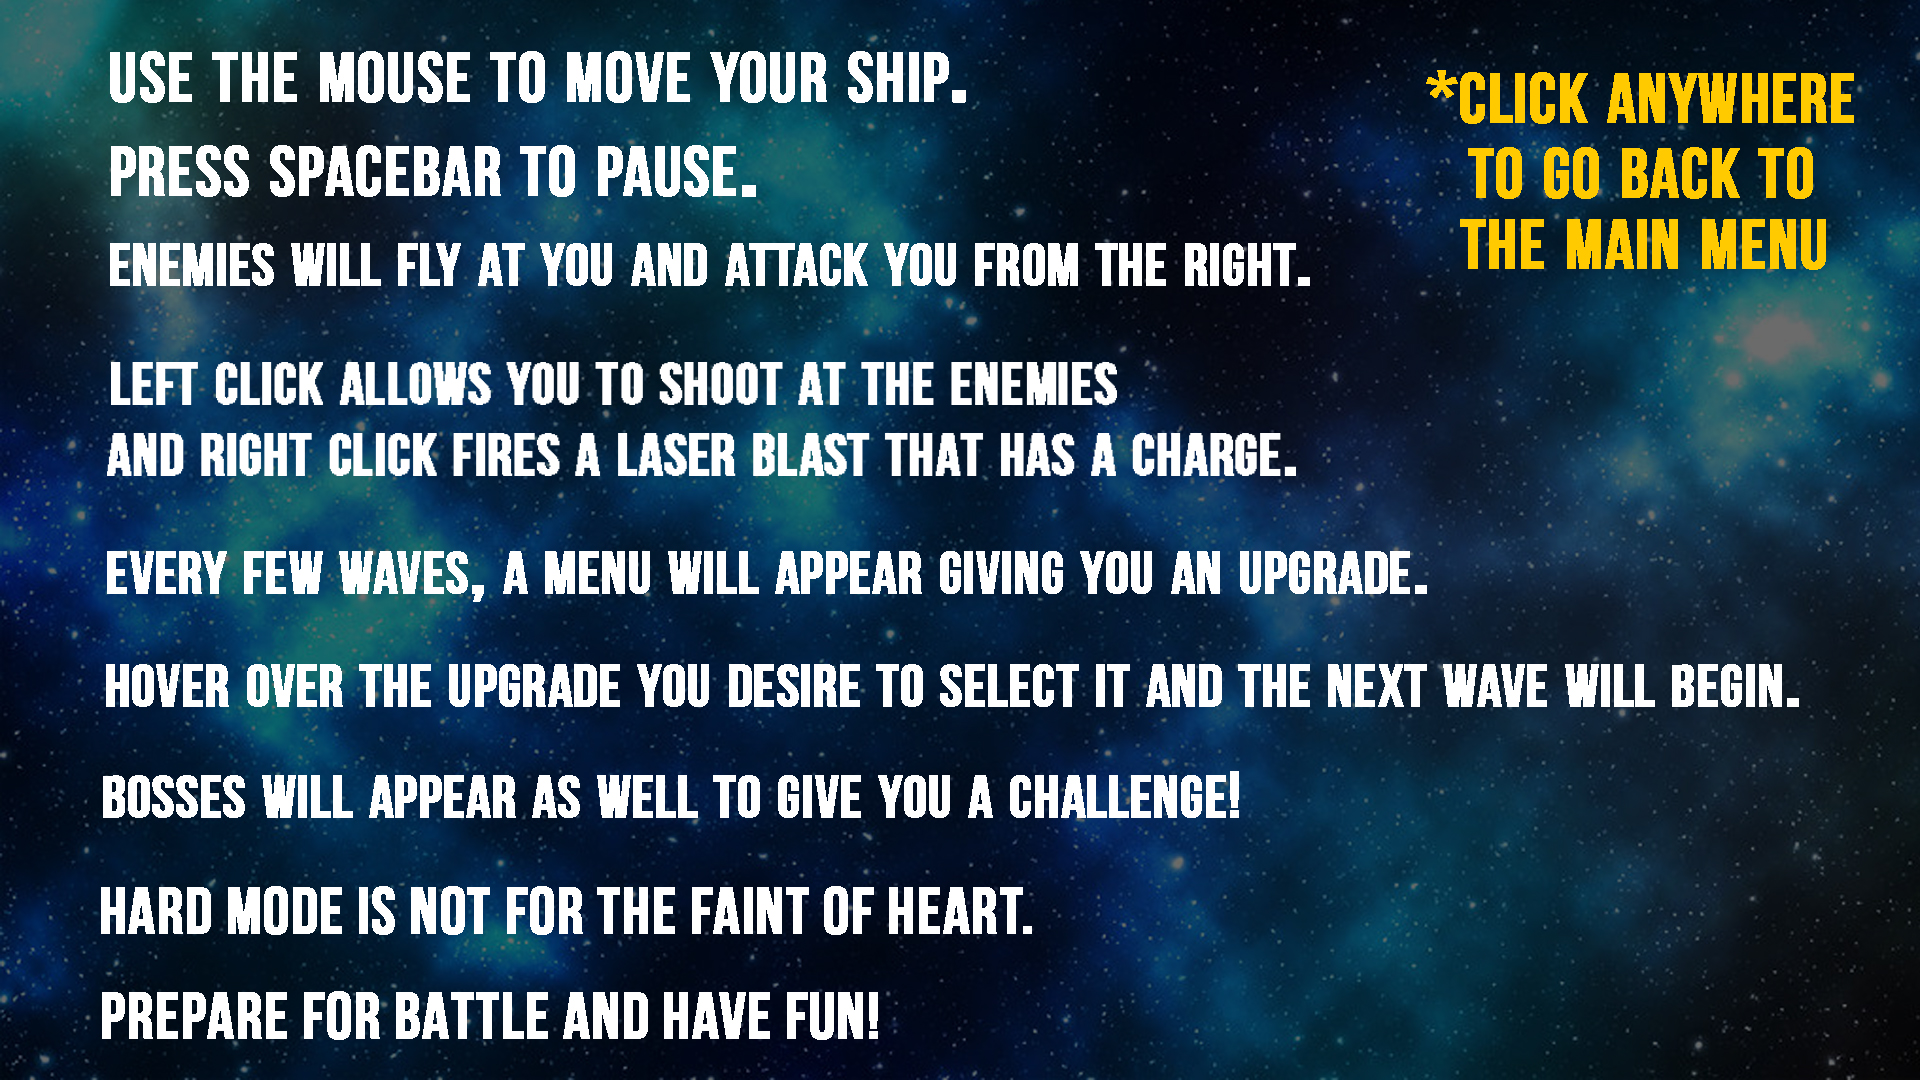 USE THE MOUSE TO MOVE YOUR SHIP.
PRESS SPACEBAR TO PAUSE.
ENEMIES WILL FLY AT YOU AND ATTACK YOU FROM THE RIGHT.
LEFT CLICK ALLOWS YOU TO SHOOT AT THE ENEMIES
AND RIGHT CLICK FIRES A LASER BLAST THAT HAS A CHARGE.
EVERY FEW WAVES, A MENU WILL APPEAR GIVING YOU AN UPGRADE.
HOVER OVER THE UPGRADE YOU DESIRE TO SELECT IT AND THE NEXT WAVE WILL BEGIN.
BOSSES WILL APPEAR AS WELL TO GIVE YOU A CHALLENGE!
HARD MODE IS NOT FOR THE FAINT OF HEART.
PREPARE FOR BATTLE AND HAVE FUN!
*CLICK ANYWHERE
TO GO BACK TO
THE MAIN MENU